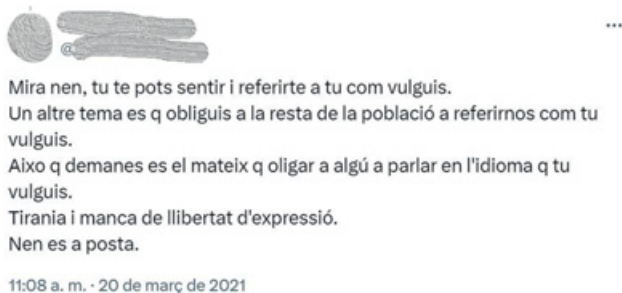 Mira nen, tu te pots sentir i referirte a tu com vulguis.
Un altre tema es q obliguis a la resta de la població a referirnos com tu
vulguis.
Aixo q demanes es el mateix q oligar a algú a parlar en l'idioma q tu
vulguis.
Tirania i manca de llibertat d'expressió.
Nen es a posta.
11:08 a. m. · 20 de març de 2021